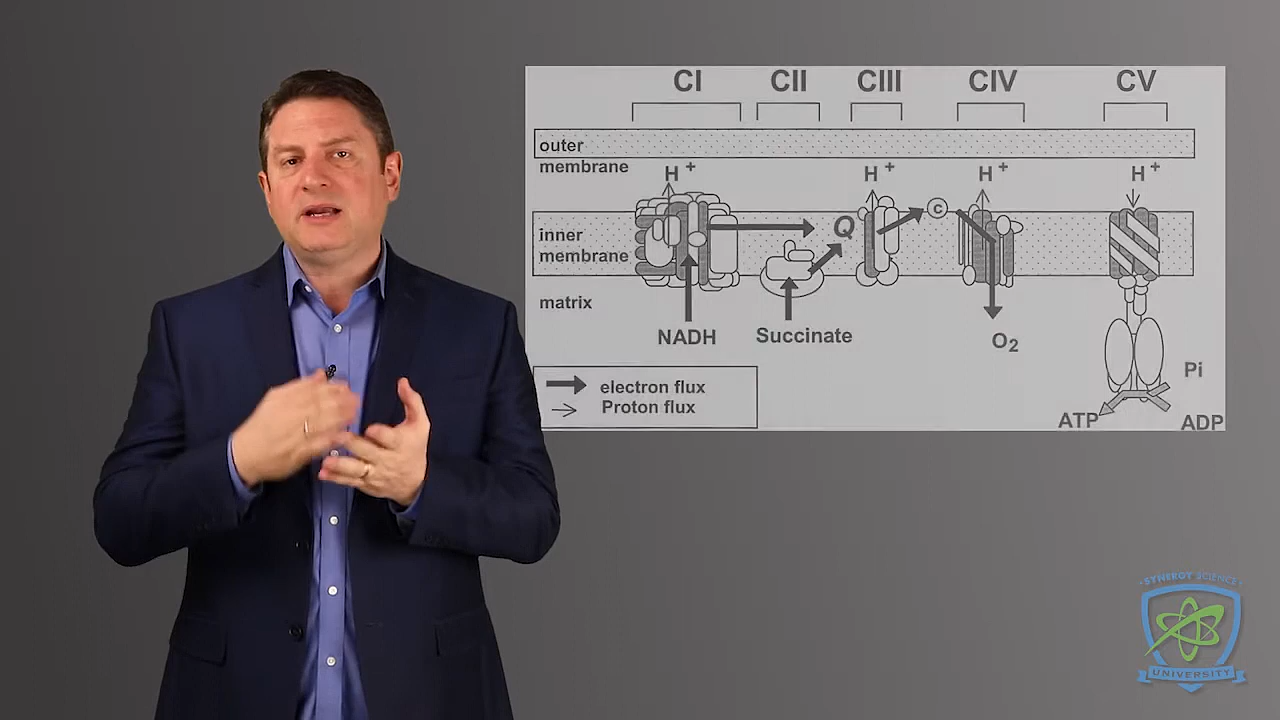 CI CII CIII CIV CV
outer
membrane
H+ H+ H+ H+
inner
membrane
Q
c
matrix
NADH
Succinate
O2
electron flux
Proton flux
Pi
ATP
ADP
SYNERGY SCIENCE
UNIVERSITY